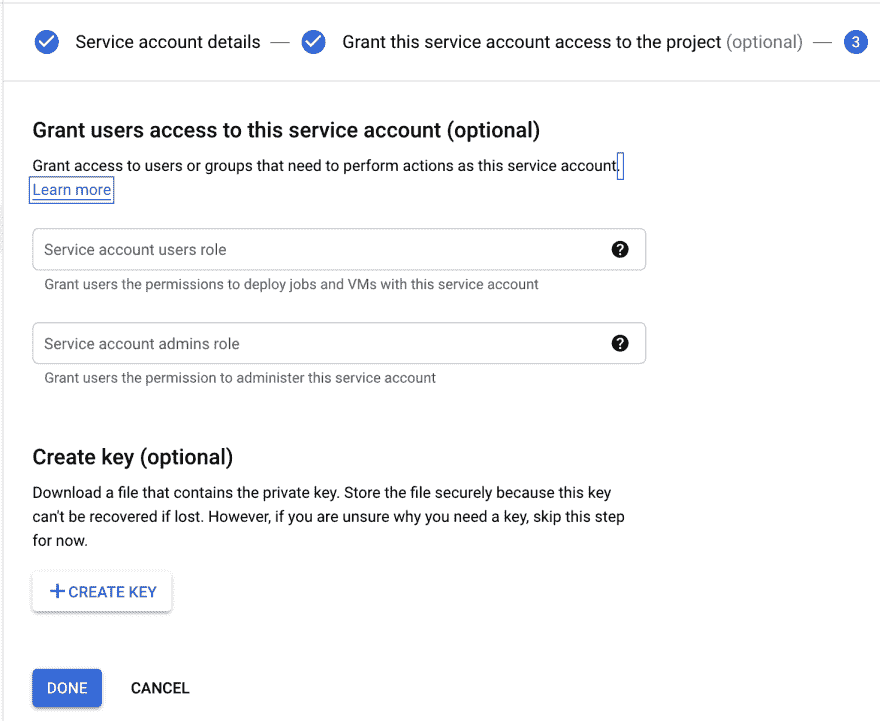 Service account details — Grant this service account access to the project (optional) — 3
Grant users access to this service account (optional)
Grant access to users or groups that need to perform actions as this service account.
Learn more
Service account users role ?
Grant users the permissions to deploy jobs and VMs with this service account
Service account admins role ?
Grant users the permission to administer this service account
Create key (optional)
Download a file that contains the private key. Store the file securely because this key
can't be recovered if lost. However, if you are unsure why you need a key, skip this step
for now.
+ CREATE KEY
DONE CANCEL